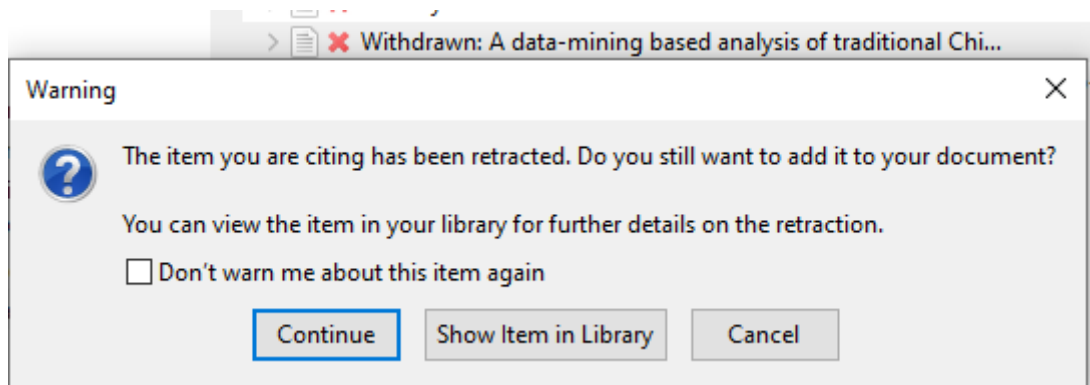 Withdrawn: A data-mining based analysis of traditional Chi...
Warning
The item you are citing has been retracted. Do you still want to add it to your document?
You can view the item in your library for further details on the retraction.
Don't warn me about this item again
Continue
Show Item in Library
Cancel